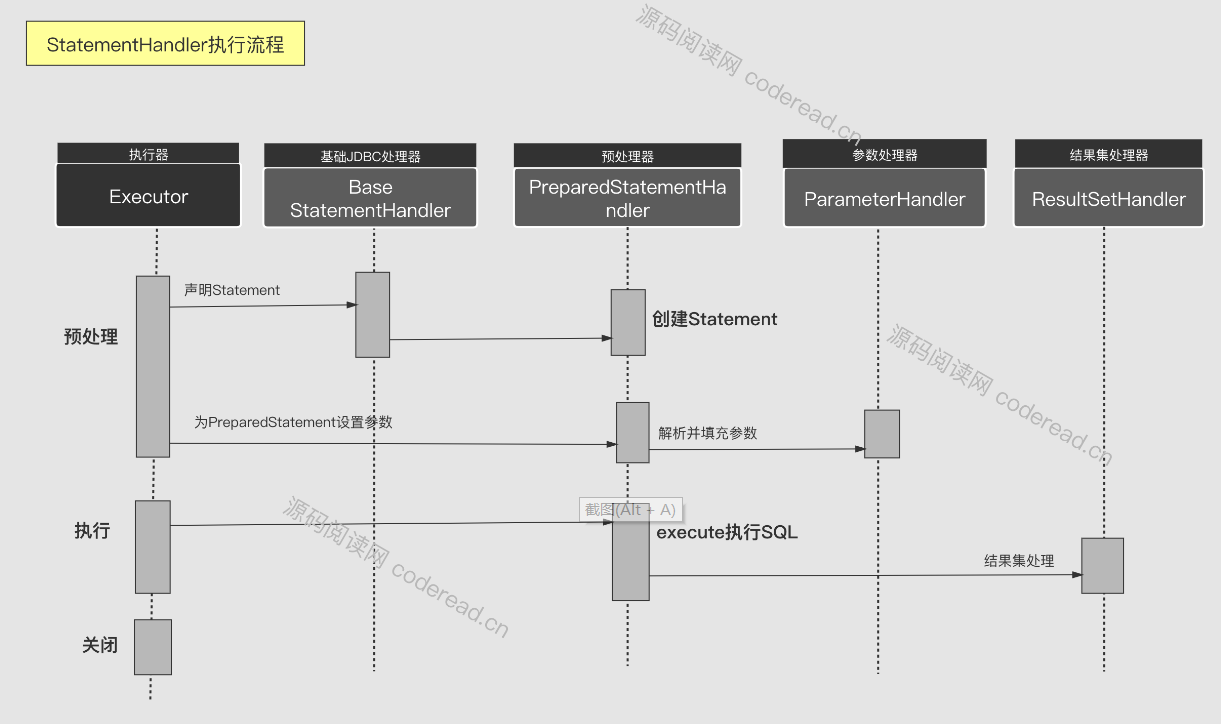 StatementHandler执行流程
源码阅读网 coderead.cn
执行器
Executor
基础JDBC处理器
Base
StatementHandler
预处理器
PreparedStatementHa
ndler
参数处理器
ParameterHandler
结果集处理器
ResultSetHandler
声明Statement
预处理
创建Statement
源码阅读网 coderead.cn
为PreparedStatement设置参数
解析并填充参数
源码阅读网 coderead.cn
截图(Alt + A)
执行
execute执行SQL
结果集处理
关闭